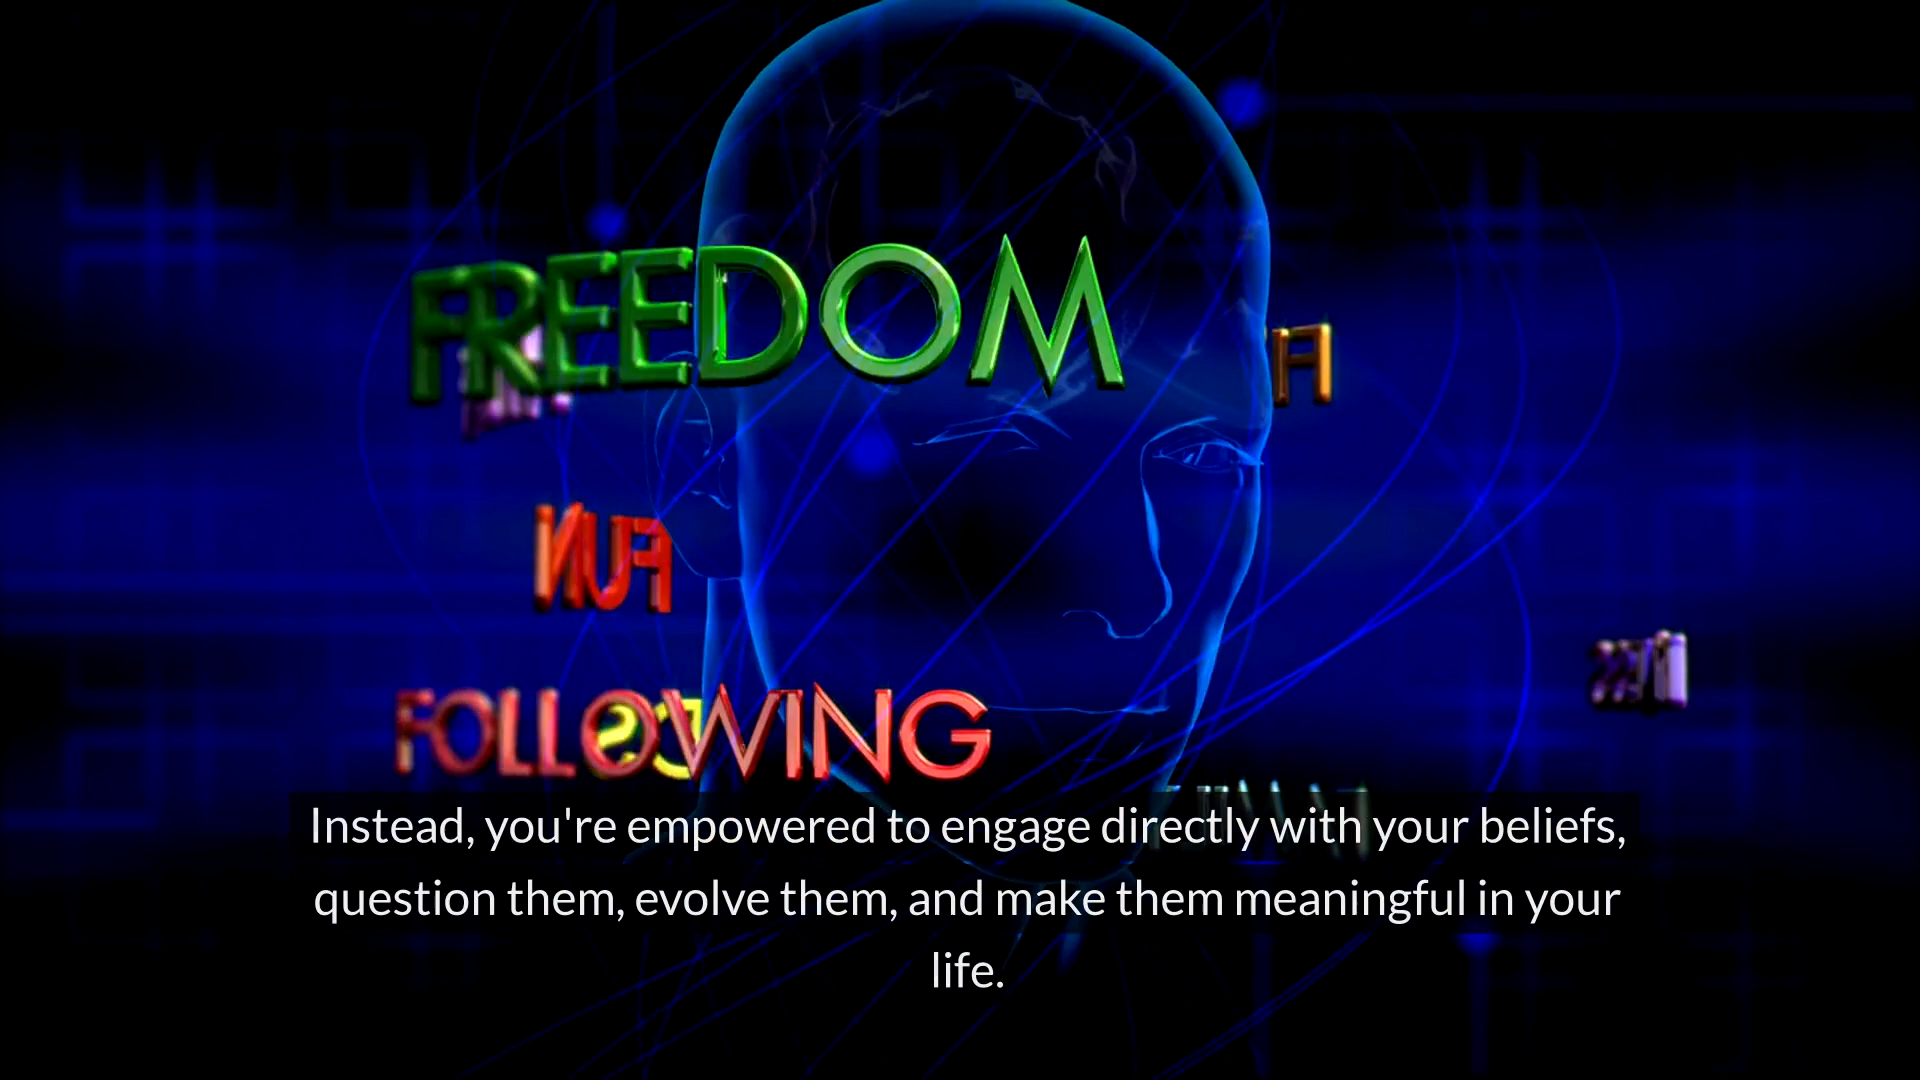 FREEDOM
FUN
FOLLOWING
Instead, you're empowered to engage directly with your beliefs,
question them, evolve them, and make them meaningful in your
life.